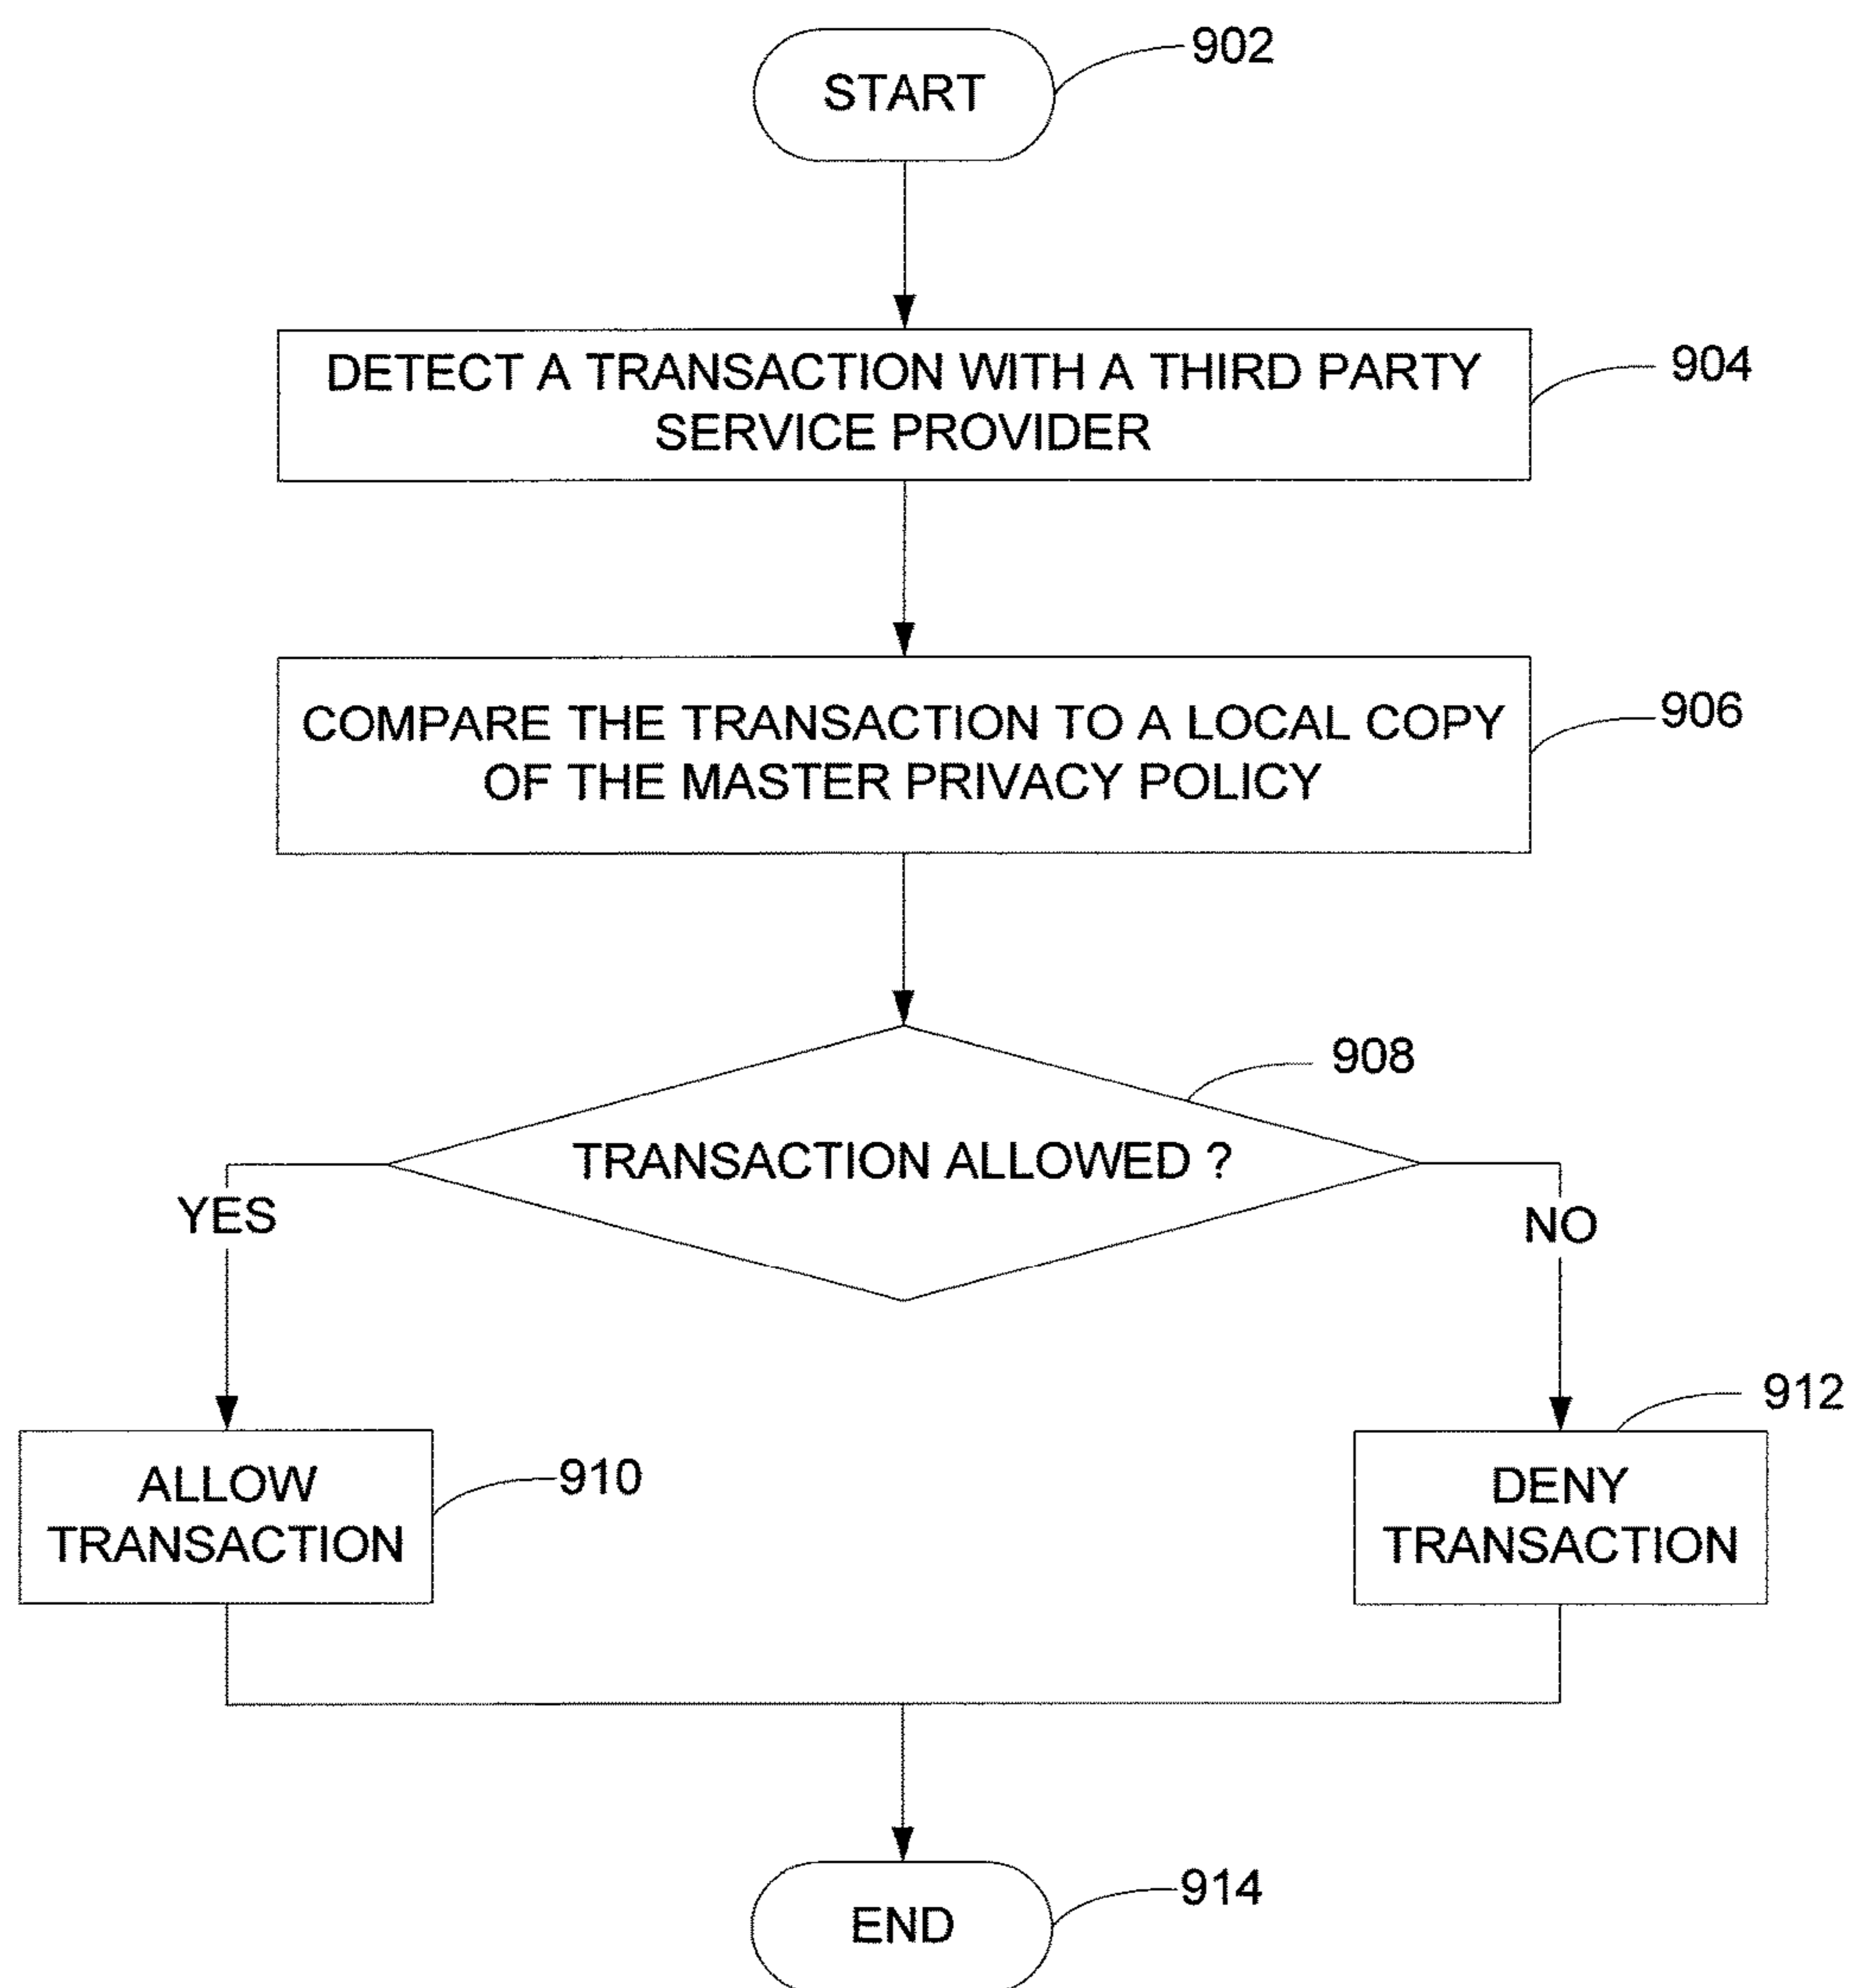 902
START
DETECT A TRANSACTION WITH A THIRD PARTY
SERVICE PROVIDER
904
COMPARE THE TRANSACTION TO A LOCAL COPY
OF THE MASTER PRIVACY POLICY
906
908
TRANSACTION ALLOWED ?
YES
NO
912
ALLOW
TRANSACTION
910
DENY
TRANSACTION
END
914